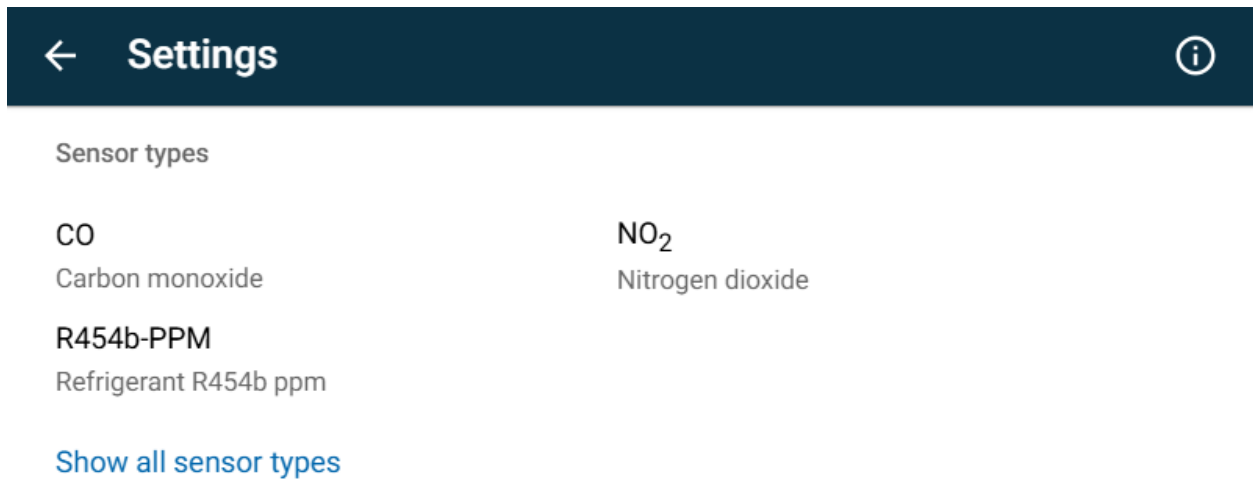 Settings
Sensor types
CO
Carbon monoxide
NO₂
Nitrogen dioxide
R454b-PPM
Refrigerant R454b ppm
Show all sensor types